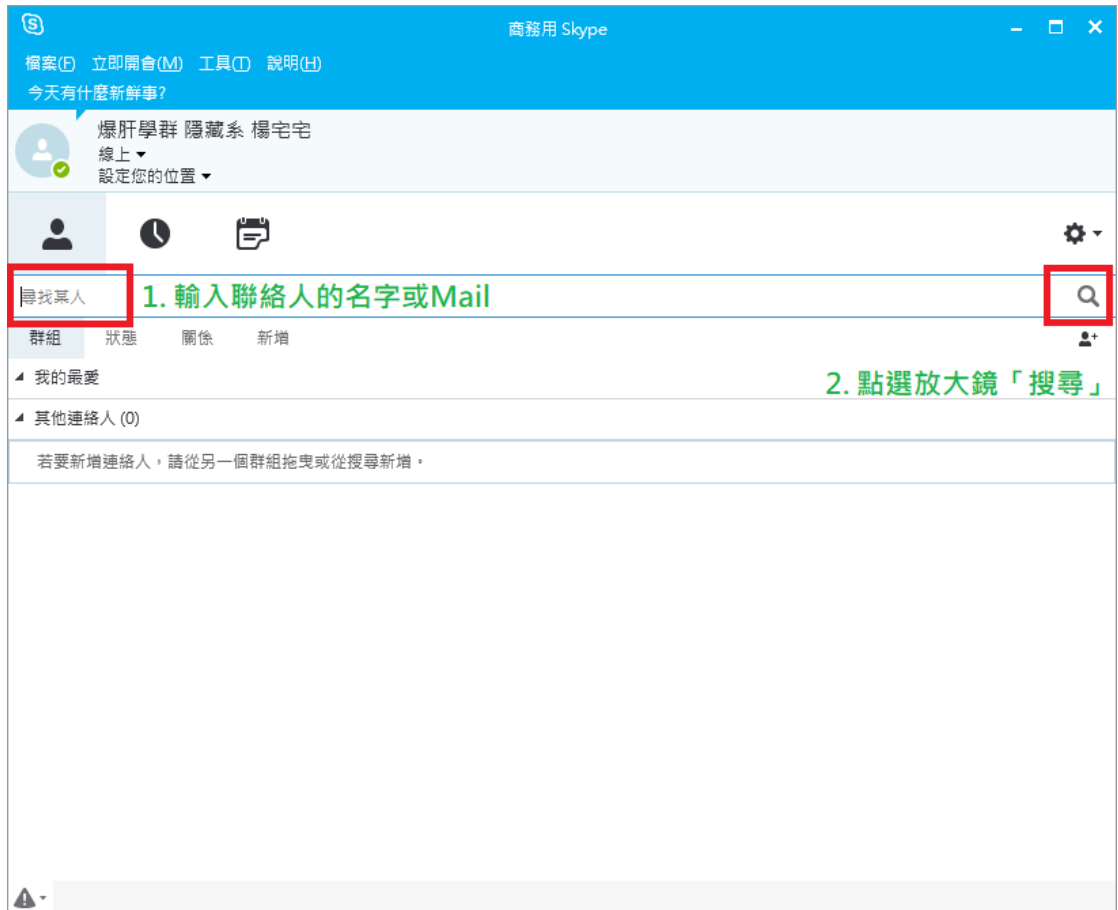 商務用 Skype
檔案(F) 立即開會(M) 工具(T) 說明(H)
今天有什麼新鮮事?
爆肝學群 隱藏系 楊宅宅
線上
設定您的位置
尋找某人 1. 輸入聯絡人的名字或Mail
群組 狀態 關係 新增
我的最愛
2. 點選放大鏡「搜尋」
其他連絡人 (0)
若要新增連絡人，請從另一個群組拖曳或從搜尋新增。